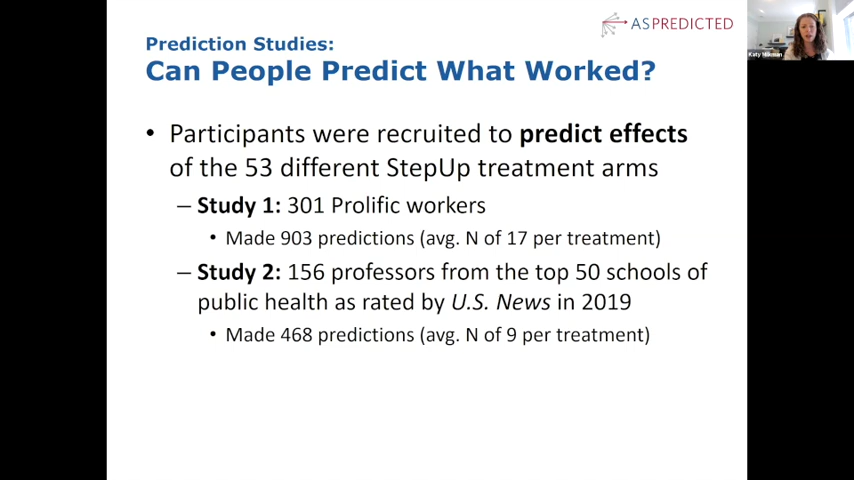 ASPREDICTED
Katy Milkman
Prediction Studies:
Can People Predict What Worked?
• Participants were recruited to predict effects
of the 53 different StepUp treatment arms
– Study 1: 301 Prolific workers
• Made 903 predictions (avg. N of 17 per treatment)
– Study 2: 156 professors from the top 50 schools of
public health as rated by U.S. News in 2019
• Made 468 predictions (avg. N of 9 per treatment)